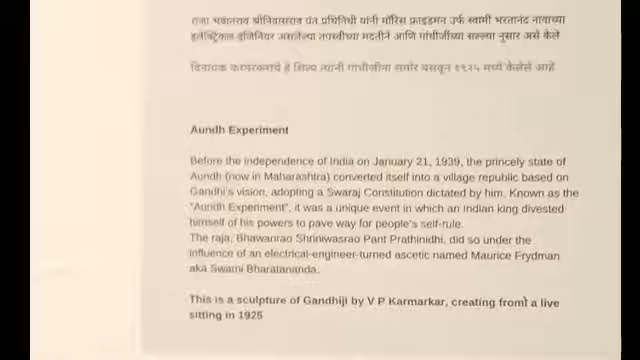 राजा भवानराव श्रीनिवासराव पंत प्रतिनिधी यांनी मॉरिस फ्राइडमन उर्फ स्वामी भरतानंद नावाच्या
इलेक्ट्रिकल इंजिनियर असलेल्या तपस्वीच्या मदतीने आणि गांधीजींच्या सल्ल्या नुसार असे केले
विनायक करमरकरांचे हे शिल्प त्यांनी गांधीजींना समोर बसवून १९२५ मध्ये केलेले आहे
Aundh Experiment
Before the independence of India on January 21, 1939, the princely state of
Aundh (now in Maharashtra) converted itself into a village republic based on
Gandhi's vision, adopting a Swaraj Constitution dictated by him. Known as the
"Aundh Experiment", it was a unique event in which an Indian king divested
himself of his powers to pave way for people's self-rule.
The raja, Bhawanrao Shriniwasrao Pant Prathinidhi, did so under the
influence of an electrical-engineer-turned ascetic named Maurice Frydman
aka Swami Bharatananda.
This is a sculpture of Gandhiji by V P Karmarkar, creating from a live
sitting in 1925